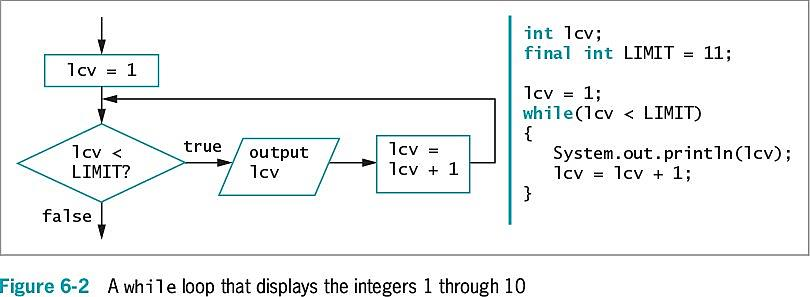 lcv = 1
lcv <
LIMIT?
true
output
lcv
lcv =
lcv + 1
false
int lcv;
final int LIMIT = 11;
lcv = 1;
while(lcv < LIMIT)
{
System.out.println(lcv);
lcv = lcv + 1;
}
Figure 6-2 A while loop that displays the integers 1 through 10